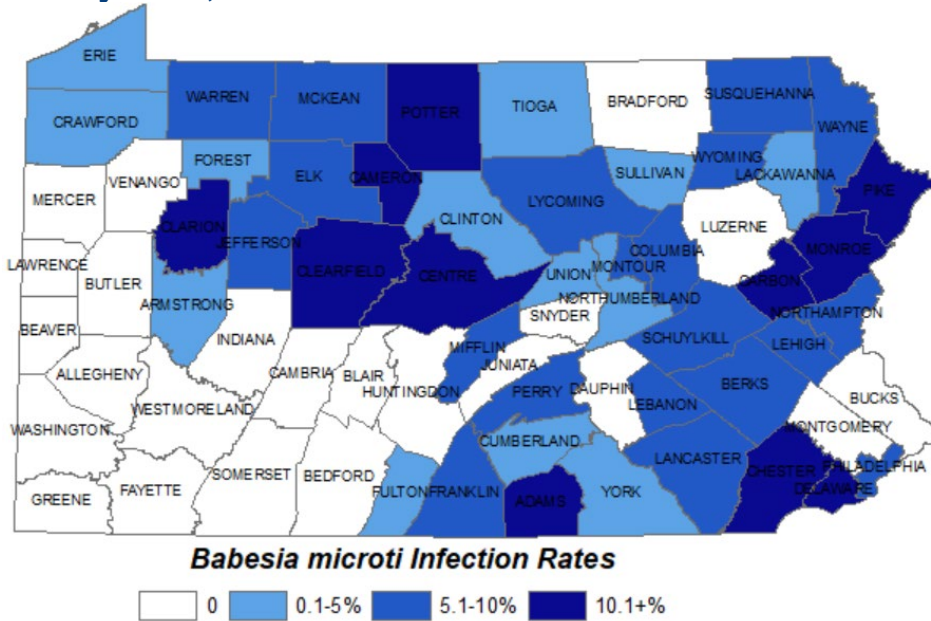 ERIE
WARREN
MCKEAN
POTTER
TIOGA
BRADFORD
SUSQUEHANNA
WAYNE
CRAWFORD
FOREST
ELK
CAMERON
SULLIVAN
WYOMING
LACKAWANNA
PIKE
MERCER
VENANGO
CLARION
JEFFERSON
CLINTON
LYCOMING
LUZERNE
MONROE
LAWRENCE
BUTLER
CLEARFIELD
CENTRE
UNION
MONTOUR
COLUMBIA
CARBON
ARMSTRONG
NORTHUMBERLAND
NORTHAMPTON
BEAVER
INDIANA
SNYDER
SCHUYLKILL
LEHIGH
MIFFLIN
JUNIATA
ALLEGHENY
CAMBRIA
BLAIR
HUNTINGDON
PERRY
DAUPHIN
LEBANON
BERKS
BUCKS
WESTMORELAND
MONTGOMERY
WASHINGTON
CUMBERLAND
LANCASTER
CHESTER
PHILADELPHIA
DELAWARE
SOMERSET
BEDFORD
GREENE
FAYETTE
FULTON
FRANKLIN
ADAMS
YORK
Babesia microti Infection Rates
0 0.1-5% 5.1-10% 10.1+%